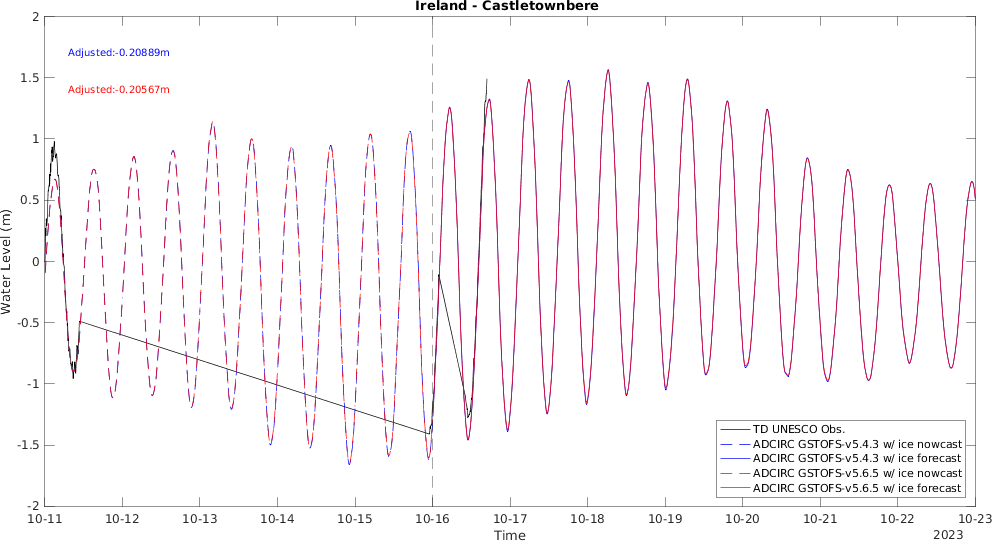 Ireland - Castletownbere
Adjusted:-0.20889m
Adjusted:-0.20567m
2
1.5
1
0.5
0
-0.5
-1
-1.5
-2
Water Level (m)
10-11 10-12 10-13 10-14 10-15 10-16 10-17 10-18 10-19 10-20 10-21 10-22 10-23
Time
2023
TD UNESCO Obs.
ADCIRC GSTOFS-v5.4.3 w/ ice nowcast
ADCIRC GSTOFS-v5.4.3 w/ ice forecast
ADCIRC GSTOFS-v5.6.5 w/ ice nowcast
ADCIRC GSTOFS-v5.6.5 w/ ice forecast